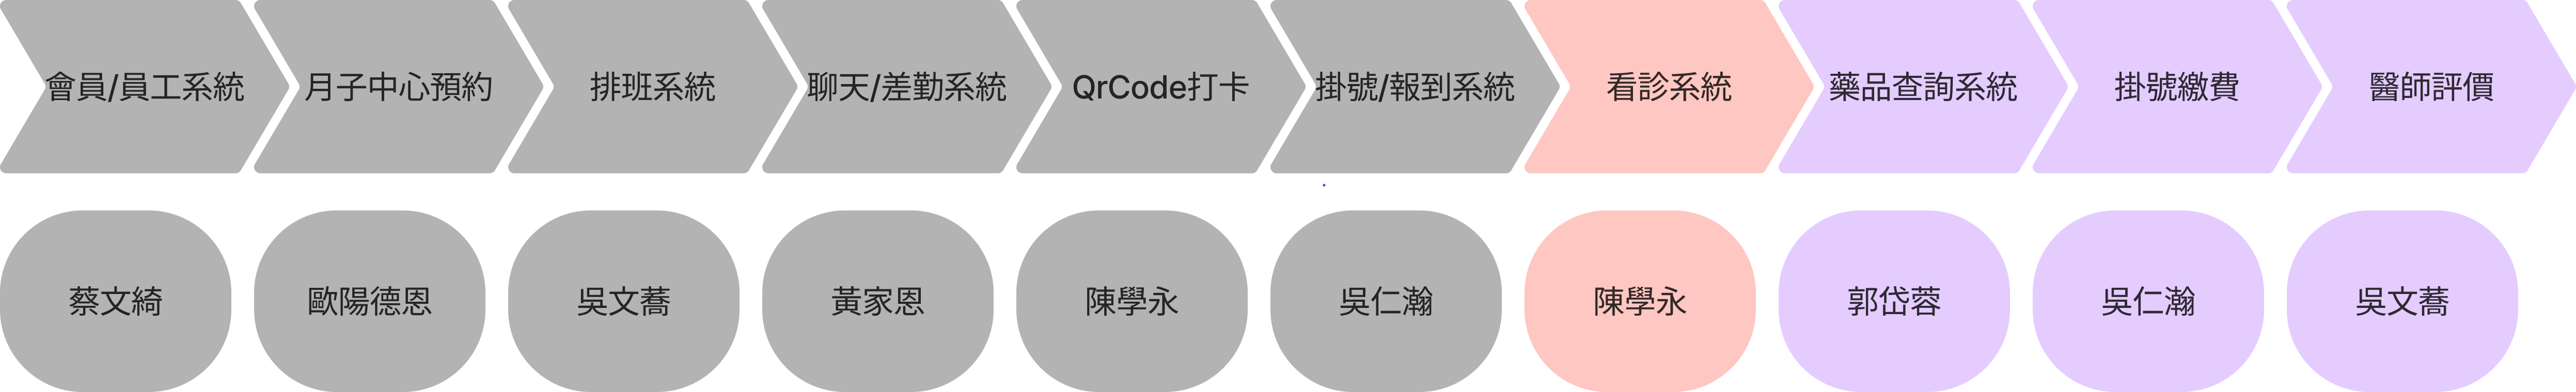 會員/員工系統
月子中心預約
排班系統
聊天/差勤系統
QrCode打卡
掛號/報到系統
看診系統
藥品查詢系統
掛號繳費
醫師評價
蔡文綺
歐陽德恩
吳文蕎
黃家恩
陳學永
吳仁瀚
陳學永
郭岱蓉
吳仁瀚
吳文蕎